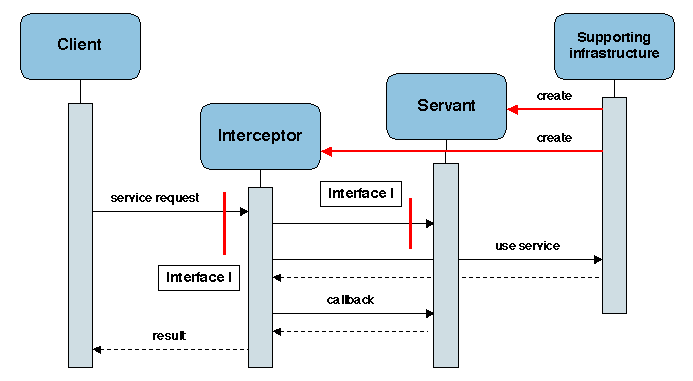 Client
Supporting
infrastructure
Servant
create
Interceptor
create
service request
Interface I
use service
Interface I
callback
result